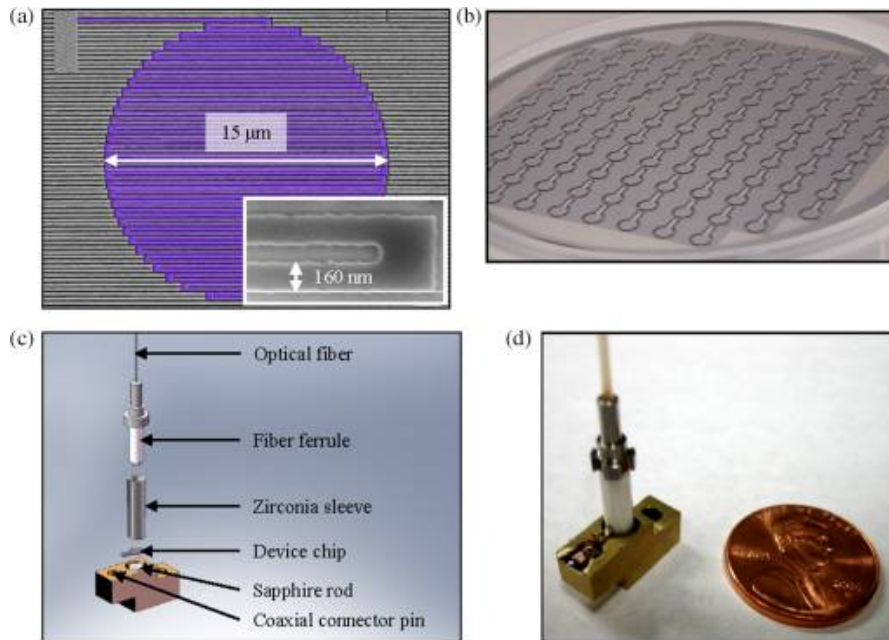 (a)
15 µm
160 nm
(b)
(c)
Optical fiber
Fiber ferrule
Zirconia sleeve
Device chip
Sapphire rod
Coaxial connector pin
(d)